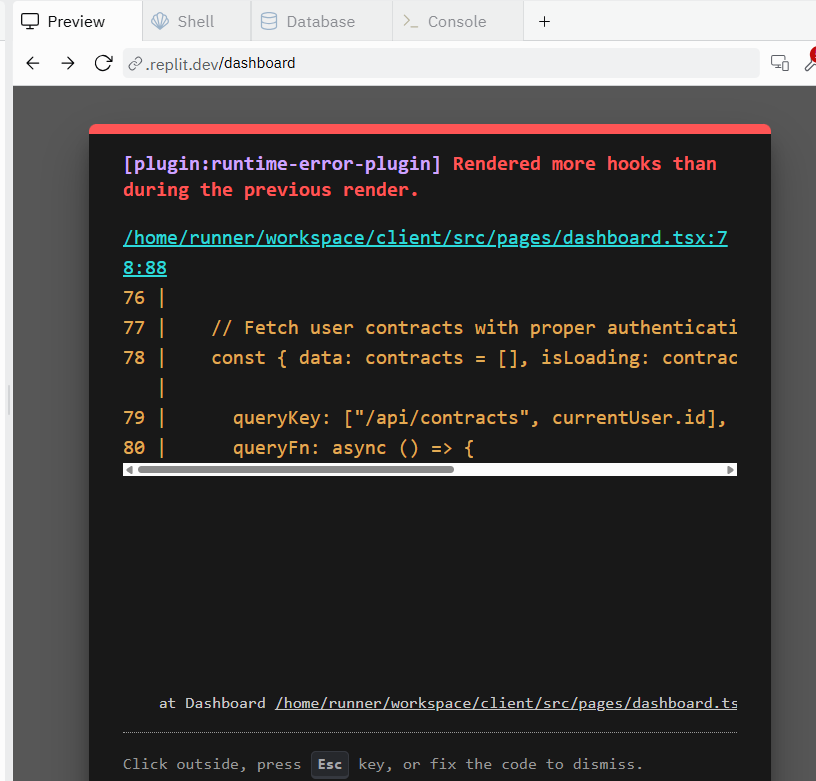 Preview Shell Database >_ Console +
.replit.dev/dashboard
[plugin:runtime-error-plugin] Rendered more hooks than
during the previous render.
/home/runner/workspace/client/src/pages/dashboard.tsx:7
8:88
76 |
77 | // Fetch user contracts with proper authenticati
78 | const { data: contracts = [], isLoading: contrac
|
79 | queryKey: ["/api/contracts", currentUser.id],
80 | queryFn: async () => {
at Dashboard /home/runner/workspace/client/src/pages/dashboard.ts
Click outside, press Esc key, or fix the code to dismiss.